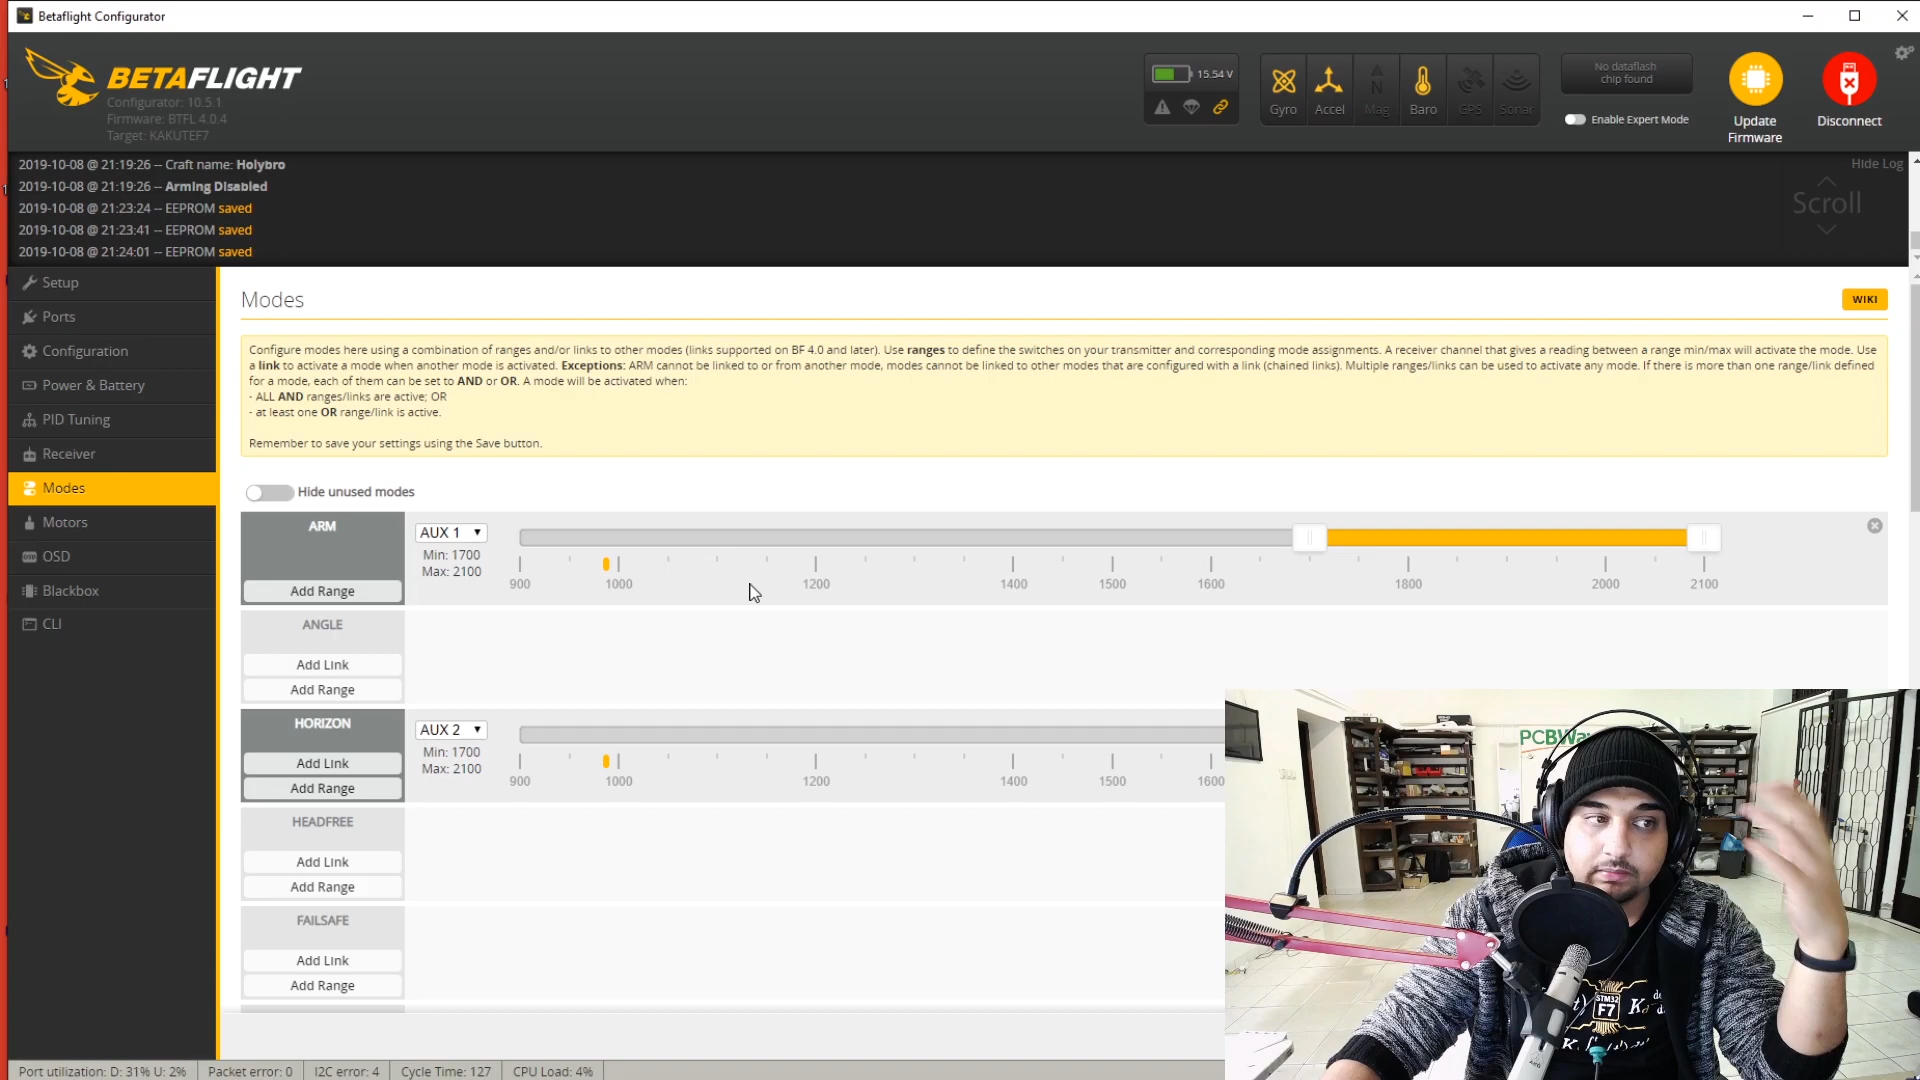 Betaflight Configurator
BETAFLIGHT
Configurator: 10.5.1
Firmware: BTFL 4.0.4
Target: KAKUTEF7
15.54 V
Gyro
Accel
Mag
Baro
GPS
Sonar
No dataflash
chip found
Enable Expert Mode
Update
Firmware
Disconnect
2019-10-08 @ 21:19:26 -- Craft name: Holybro
2019-10-08 @ 21:19:26 -- Arming Disabled
2019-10-08 @ 21:23:24 -- EEPROM saved
2019-10-08 @ 21:23:41 -- EEPROM saved
2019-10-08 @ 21:24:01 -- EEPROM saved
Hide Log
Scroll
Setup
Ports
Configuration
Power & Battery
PID Tuning
Receiver
Modes
Motors
OSD
Blackbox
CLI
Modes
WIKI
Configure modes here using a combination of ranges and/or links to other modes (links supported on BF 4.0 and later). Use ranges to define the switches on your transmitter and corresponding mode assignments. A receiver channel that gives a reading between a range min/max will activate the mode. Use
a link to activate a mode when another mode is activated. Exceptions: ARM cannot be linked to or from another mode, modes cannot be linked to other modes that are configured with a link (chained links). Multiple ranges/links can be used to activate any mode. If there is more than one range/link defined
for a mode, each of them can be set to AND or OR. A mode will be activated when:
- ALL AND ranges/links are active; OR
- at least one OR range/link is active.
Remember to save your settings using the Save button.
Hide unused modes
ARM
Add Range
AUX 1
Min: 1700
Max: 2100
900 1000 1200 1400 1500 1600 1800 2000 2100
ANGLE
Add Link
Add Range
HORIZON
Add Link
Add Range
AUX 2
Min: 1700
Max: 2100
900 1000 1200 1400 1500 1600
HEADFREE
Add Link
Add Range
FAILSAFE
Add Link
Add Range
STM32
F7
Port utilization: D: 31% U: 2%
Packet error: 0
I2C error: 4
Cycle Time: 127
CPU Load: 4%